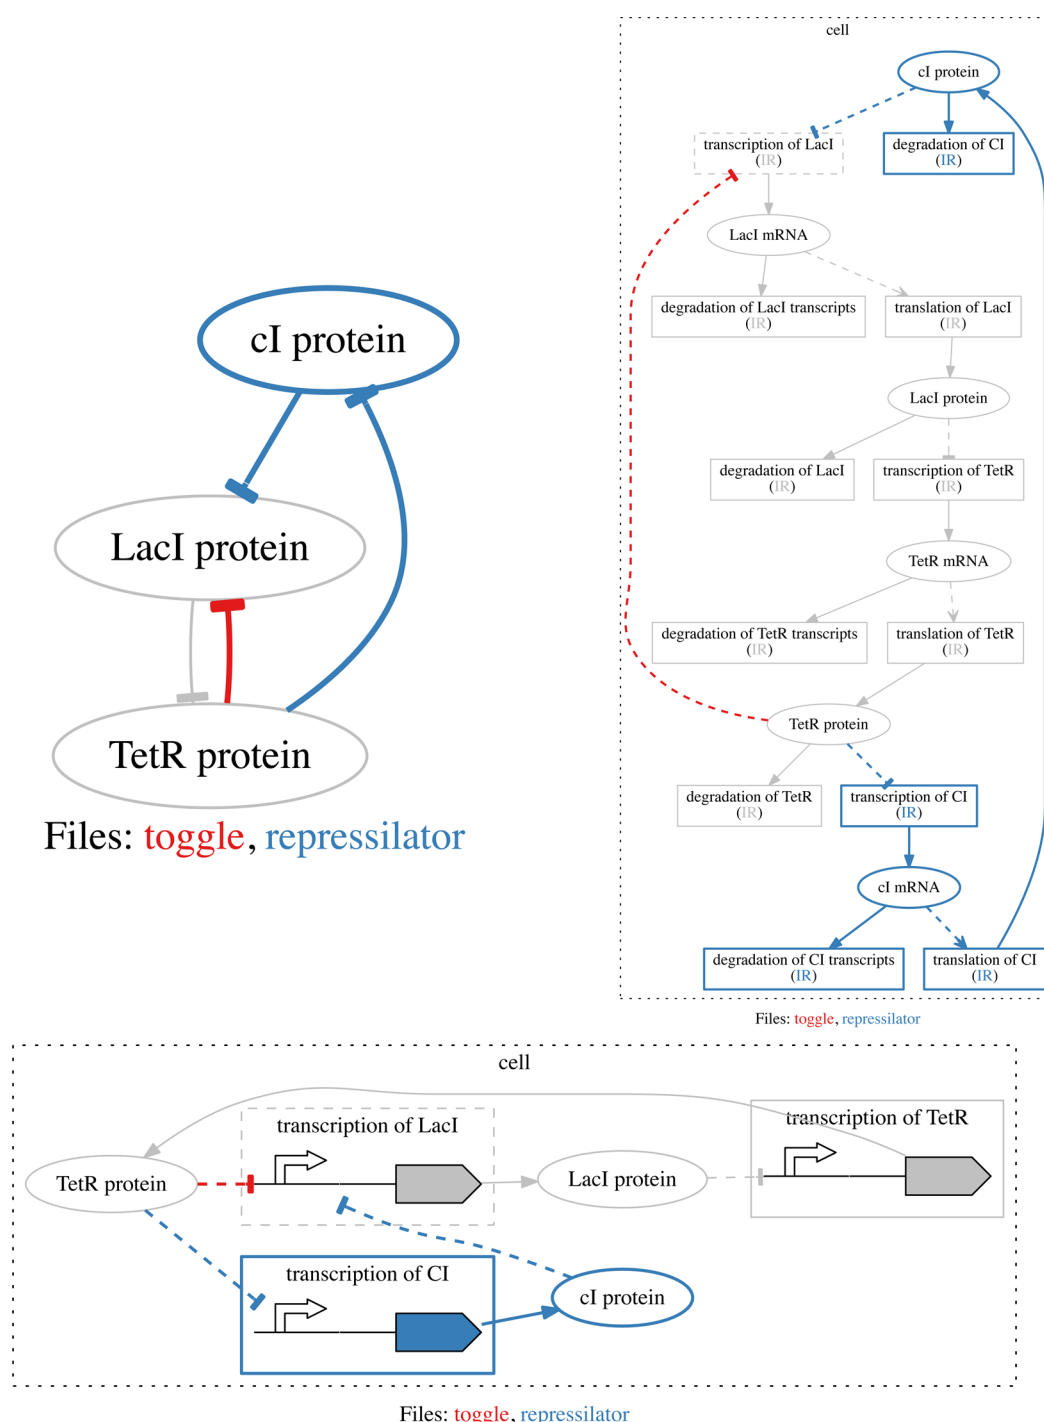 cI protein
LacI protein
TetR protein
Files: toggle, repressilator
cell
cI protein
transcription of LacI
(IR)
degradation of CI
(IR)
LacI mRNA
degradation of LacI transcripts
(IR)
translation of LacI
(IR)
LacI protein
degradation of LacI
(IR)
transcription of TetR
(IR)
TetR mRNA
degradation of TetR transcripts
(IR)
translation of TetR
(IR)
TetR protein
degradation of TetR
(IR)
transcription of CI
(IR)
cI mRNA
degradation of CI transcripts
(IR)
translation of CI
(IR)
Files: toggle, repressilator
cell
transcription of LacI
transcription of TetR
TetR protein
LacI protein
transcription of CI
cI protein
Files: toggle, repressilator